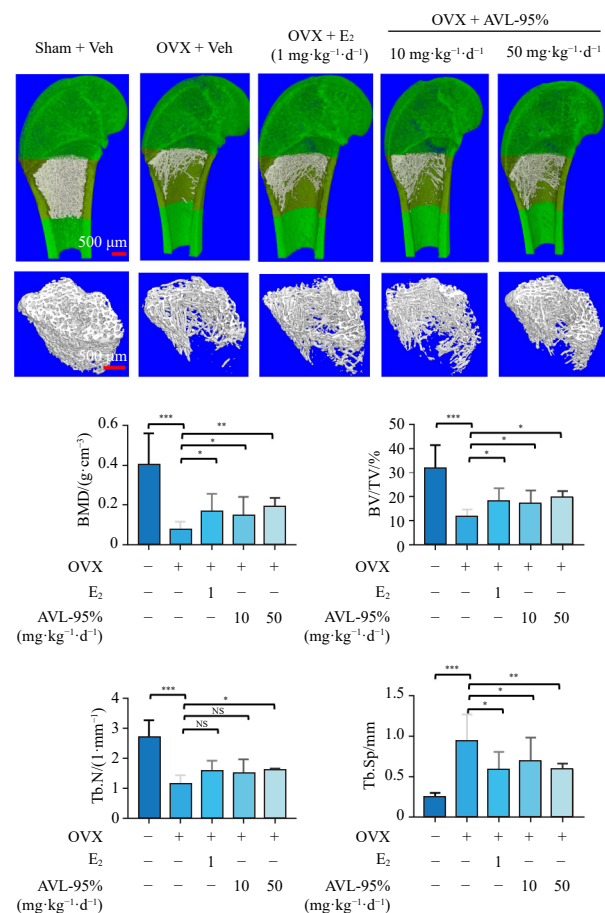 Sham + Veh OVX + Veh OVX + E₂ (1 mg·kg⁻¹·d⁻¹) OVX + AVL-95%
10 mg·kg⁻¹·d⁻¹ 50 mg·kg⁻¹·d⁻¹
500 μm
500 μm
BMD/(g·cm⁻³)
0.6
0.4
0.2
0
*** ** * *
OVX − + + + +
E₂ − − 1 − −
AVL-95% − − − 10 50
(mg·kg⁻¹·d⁻¹)
BV/TV/%
50
40
30
20
10
0
*** * * *
OVX − + + + +
E₂ − − 1 − −
AVL-95% − − − 10 50
(mg·kg⁻¹·d⁻¹)
Tb.N/(1·mm⁻¹)
4
3
2
1
0
*** * NS NS
OVX − + + + +
E₂ − − 1 − −
AVL-95% − − − 10 50
(mg·kg⁻¹·d⁻¹)
Tb.Sp/mm
1.5
1.0
0.5
0
*** ** * *
OVX − + + + +
E₂ − − 1 − −
AVL-95% − − − 10 50
(mg·kg⁻¹·d⁻¹)